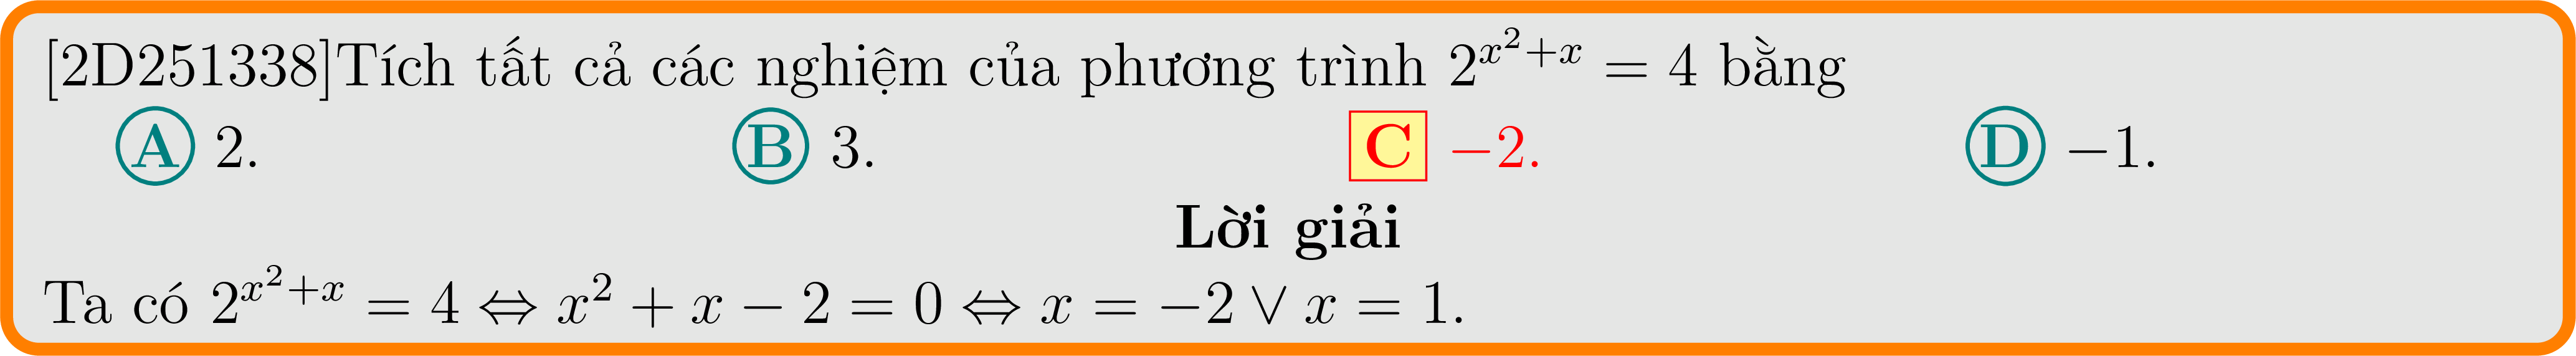 [2D251338]Tích tất cả các nghiệm của phương trình $2^{x^2+x} = 4$ bằng
A 2. B 3. C −2. D −1.
Lời giải
Ta có $2^{x^2+x} = 4 \Leftrightarrow x^2 + x - 2 = 0 \Leftrightarrow x = -2 \vee x = 1$.